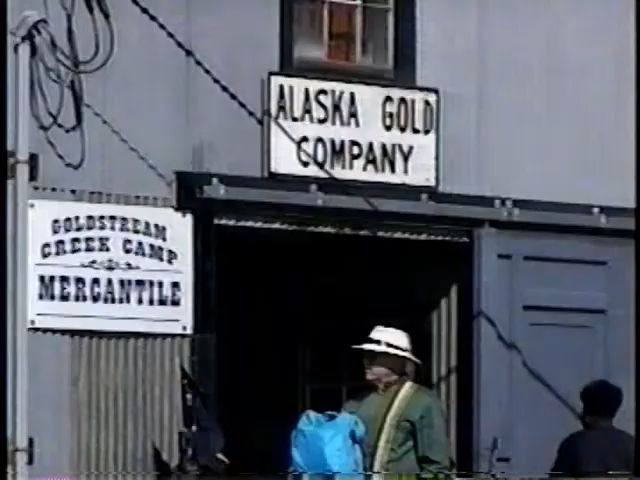 ALASKA GOLD
COMPANY
GOLDSTREAM
CREEK CAMP
MERCANTILE